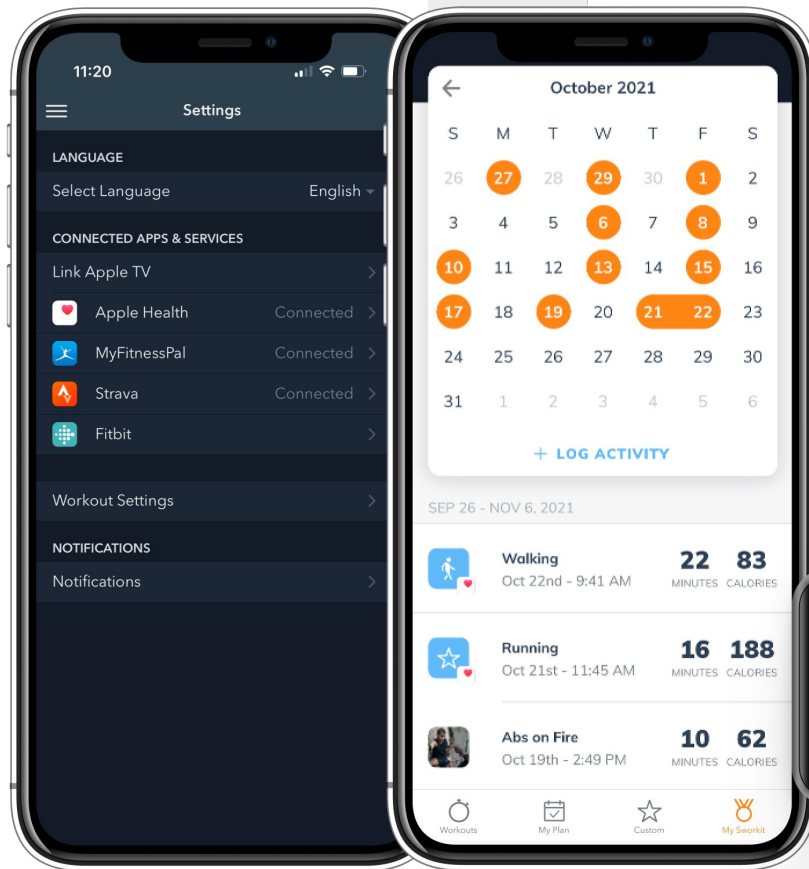 11:20
Settings
LANGUAGE
Select Language English
CONNECTED APPS & SERVICES
Link Apple TV
Apple Health Connected
MyFitnessPal Connected
Strava Connected
Fitbit
Workout Settings
NOTIFICATIONS
Notifications
October 2021
S M T W T F S
26 27 28 29 30 1 2
3 4 5 6 7 8 9
10 11 12 13 14 15 16
17 18 19 20 21 22 23
24 25 26 27 28 29 30
31 1 2 3 4 5 6
+ LOG ACTIVITY
SEP 26 - NOV 6, 2021
Walking
Oct 22nd - 9:41 AM
22 83
MINUTES CALORIES
Running
Oct 21st - 11:45 AM
16 188
MINUTES CALORIES
Abs on Fire
Oct 19th - 2:49 PM
10 62
MINUTES CALORIES
Workouts My Plan Custom My Sworkit